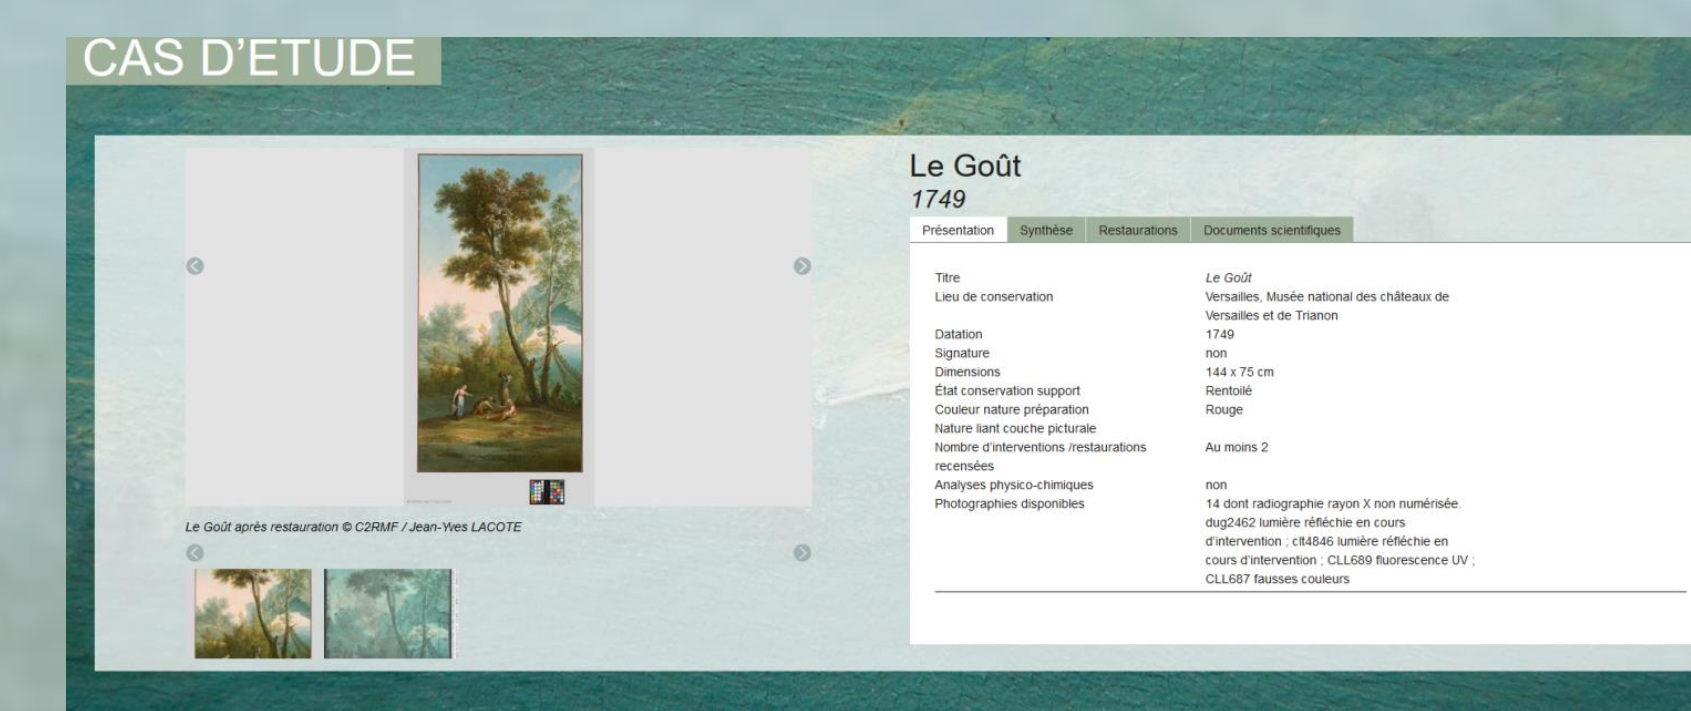 CAS D'ETUDE
Le Goût
1749
Présentation Synthèse Restaurations Documents scientifiques
Titre Le Goût
Lieu de conservation Versailles, Musée national des châteaux de
Versailles et de Trianon
Datation 1749
Signature non
Dimensions 144 x 75 cm
État conservation support Rentoilé
Couleur nature préparation Rouge
Nature liant couche picturale
Nombre d'interventions /restaurations Au moins 2
recensées
Analyses physico-chimiques non
Photographies disponibles 14 dont radiographie rayon X non numérisée.
dug2462 lumière réfléchie en cours
d'intervention ; clt4846 lumière réfléchie en
cours d'intervention ; CLL689 fluorescence UV ;
CLL687 fausses couleurs
Le Goût après restauration © C2RMF / Jean-Yves LACOTE